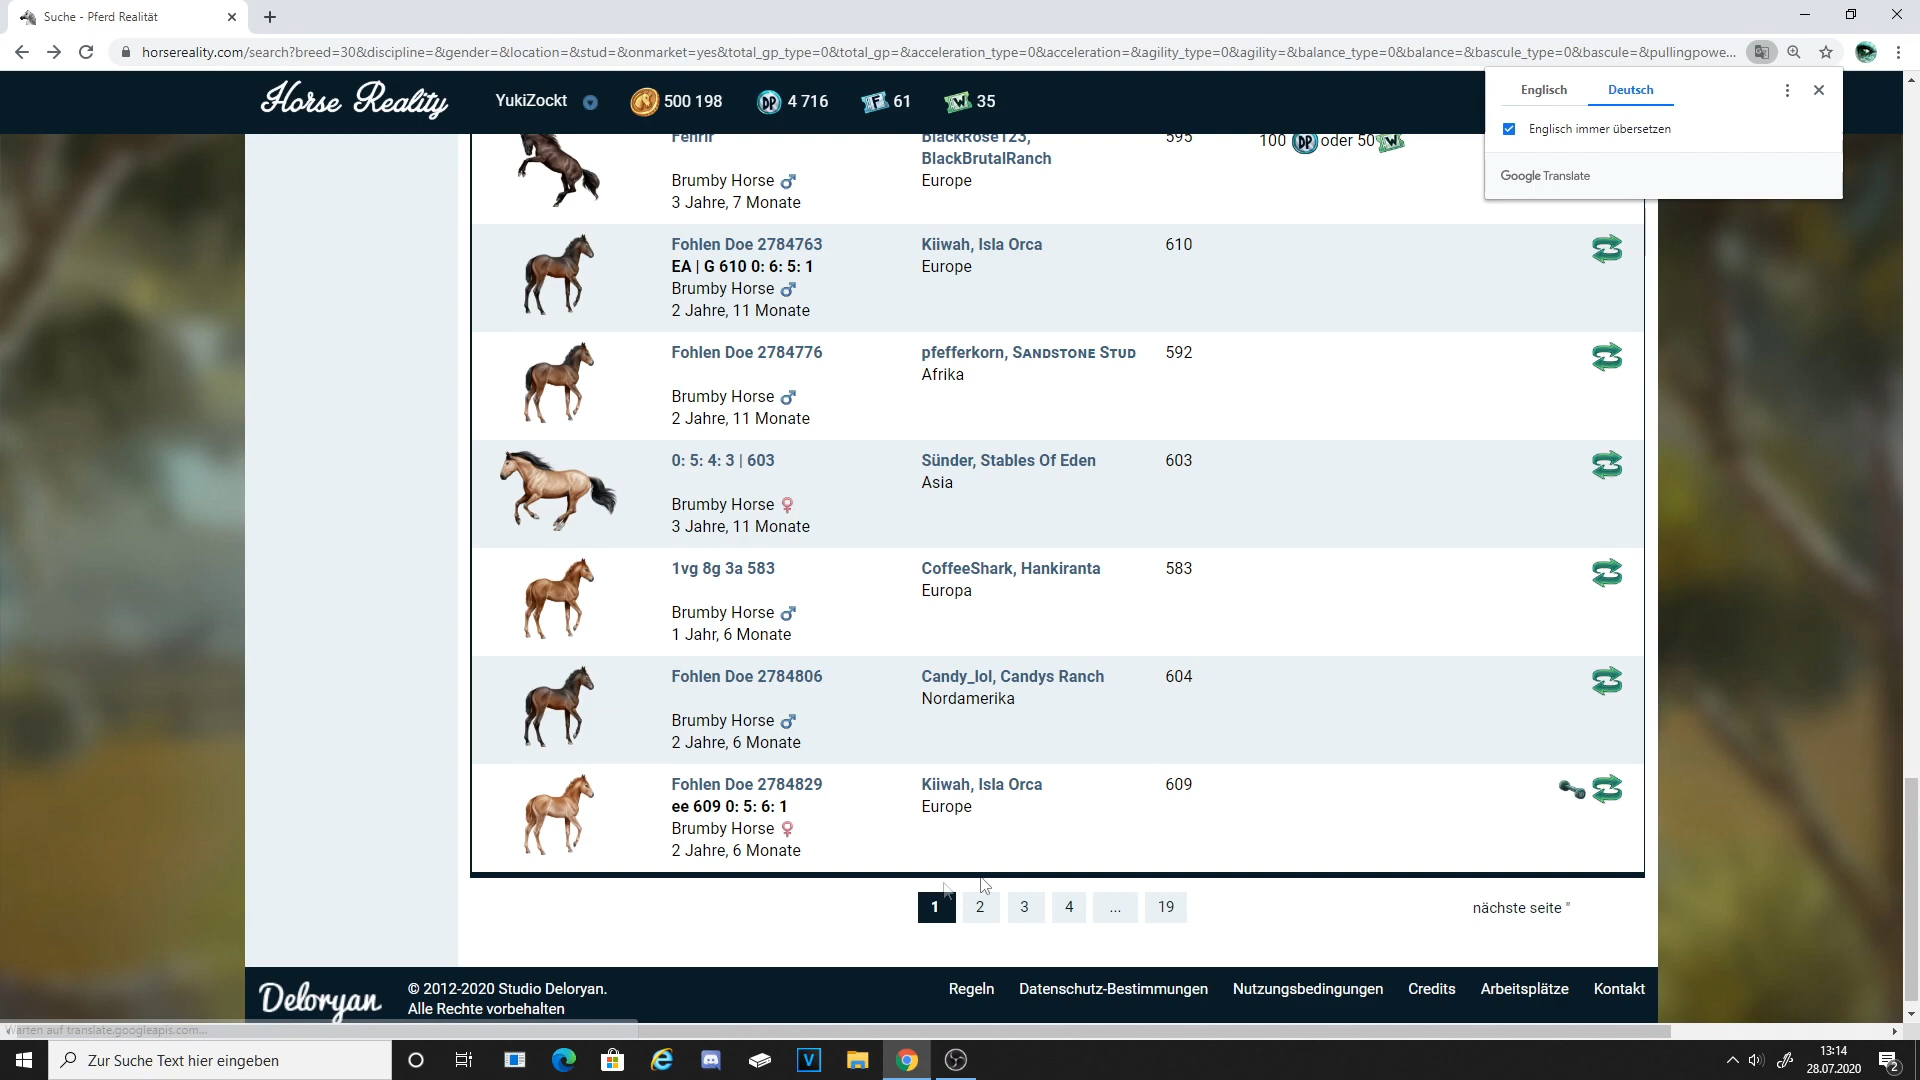 Suche - Pferd Realität
horsereality.com/search?breed=30&discipline=&gender=&location=&stud=&onmarket=yes&total_gp_type=0&total_gp=&acceleration_type=0&acceleration=&agility_type=0&agility=&balance_type=0&balance=&bascule_type=0&bascule=&pullingpowe...
Horse Reality
YukiZockt
500 198
DP 4 716
F 61
W 35
Englisch
Deutsch
Englisch immer übersetzen
Google Translate
Fenrir
BlackRose123,
BlackBrutalRanch
Europe
595
100 DP oder 50 W
Brumby Horse
3 Jahre, 7 Monate
Fohlen Doe 2784763
EA | G 610 0: 6: 5: 1
Brumby Horse
2 Jahre, 11 Monate
Kiiwah, Isla Orca
Europe
610
Fohlen Doe 2784776
Brumby Horse
2 Jahre, 11 Monate
pfefferkorn, Sandstone Stud
Afrika
592
0: 5: 4: 3 | 603
Brumby Horse
3 Jahre, 11 Monate
Sünder, Stables Of Eden
Asia
603
1vg 8g 3a 583
Brumby Horse
1 Jahr, 6 Monate
CoffeeShark, Hankiranta
Europa
583
Fohlen Doe 2784806
Brumby Horse
2 Jahre, 6 Monate
Candy_lol, Candys Ranch
Nordamerika
604
Fohlen Doe 2784829
ee 609 0: 5: 6: 1
Brumby Horse
2 Jahre, 6 Monate
Kiiwah, Isla Orca
Europe
609
1 2 3 4 ... 19
nächste seite "
Deloryan
© 2012-2020 Studio Deloryan.
Alle Rechte vorbehalten
Regeln
Datenschutz-Bestimmungen
Nutzungsbedingungen
Credits
Arbeitsplätze
Kontakt
Warten auf translate.googleapis.com...
Zur Suche Text hier eingeben
V
13:14
28.07.2020
2